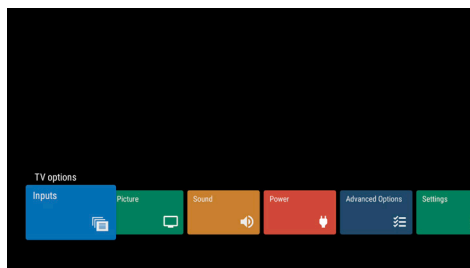 TV options
Inputs
Picture
Sound
Power
Advanced Options
Settings